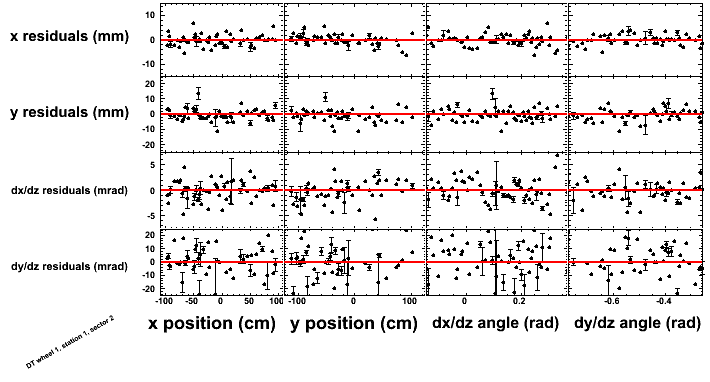 x residuals (mm)
10
0
-10
y residuals (mm)
20
10
0
-10
-20
dx/dz residuals (mrad)
5
0
-5
dy/dz residuals (mrad)
20
10
0
-10
-20
-100 -50 0 50 100 -100 0 100 0 0.2 -0.6 -0.4
x position (cm) y position (cm) dx/dz angle (rad) dy/dz angle (rad)
DT wheel 1, station 1, sector 2